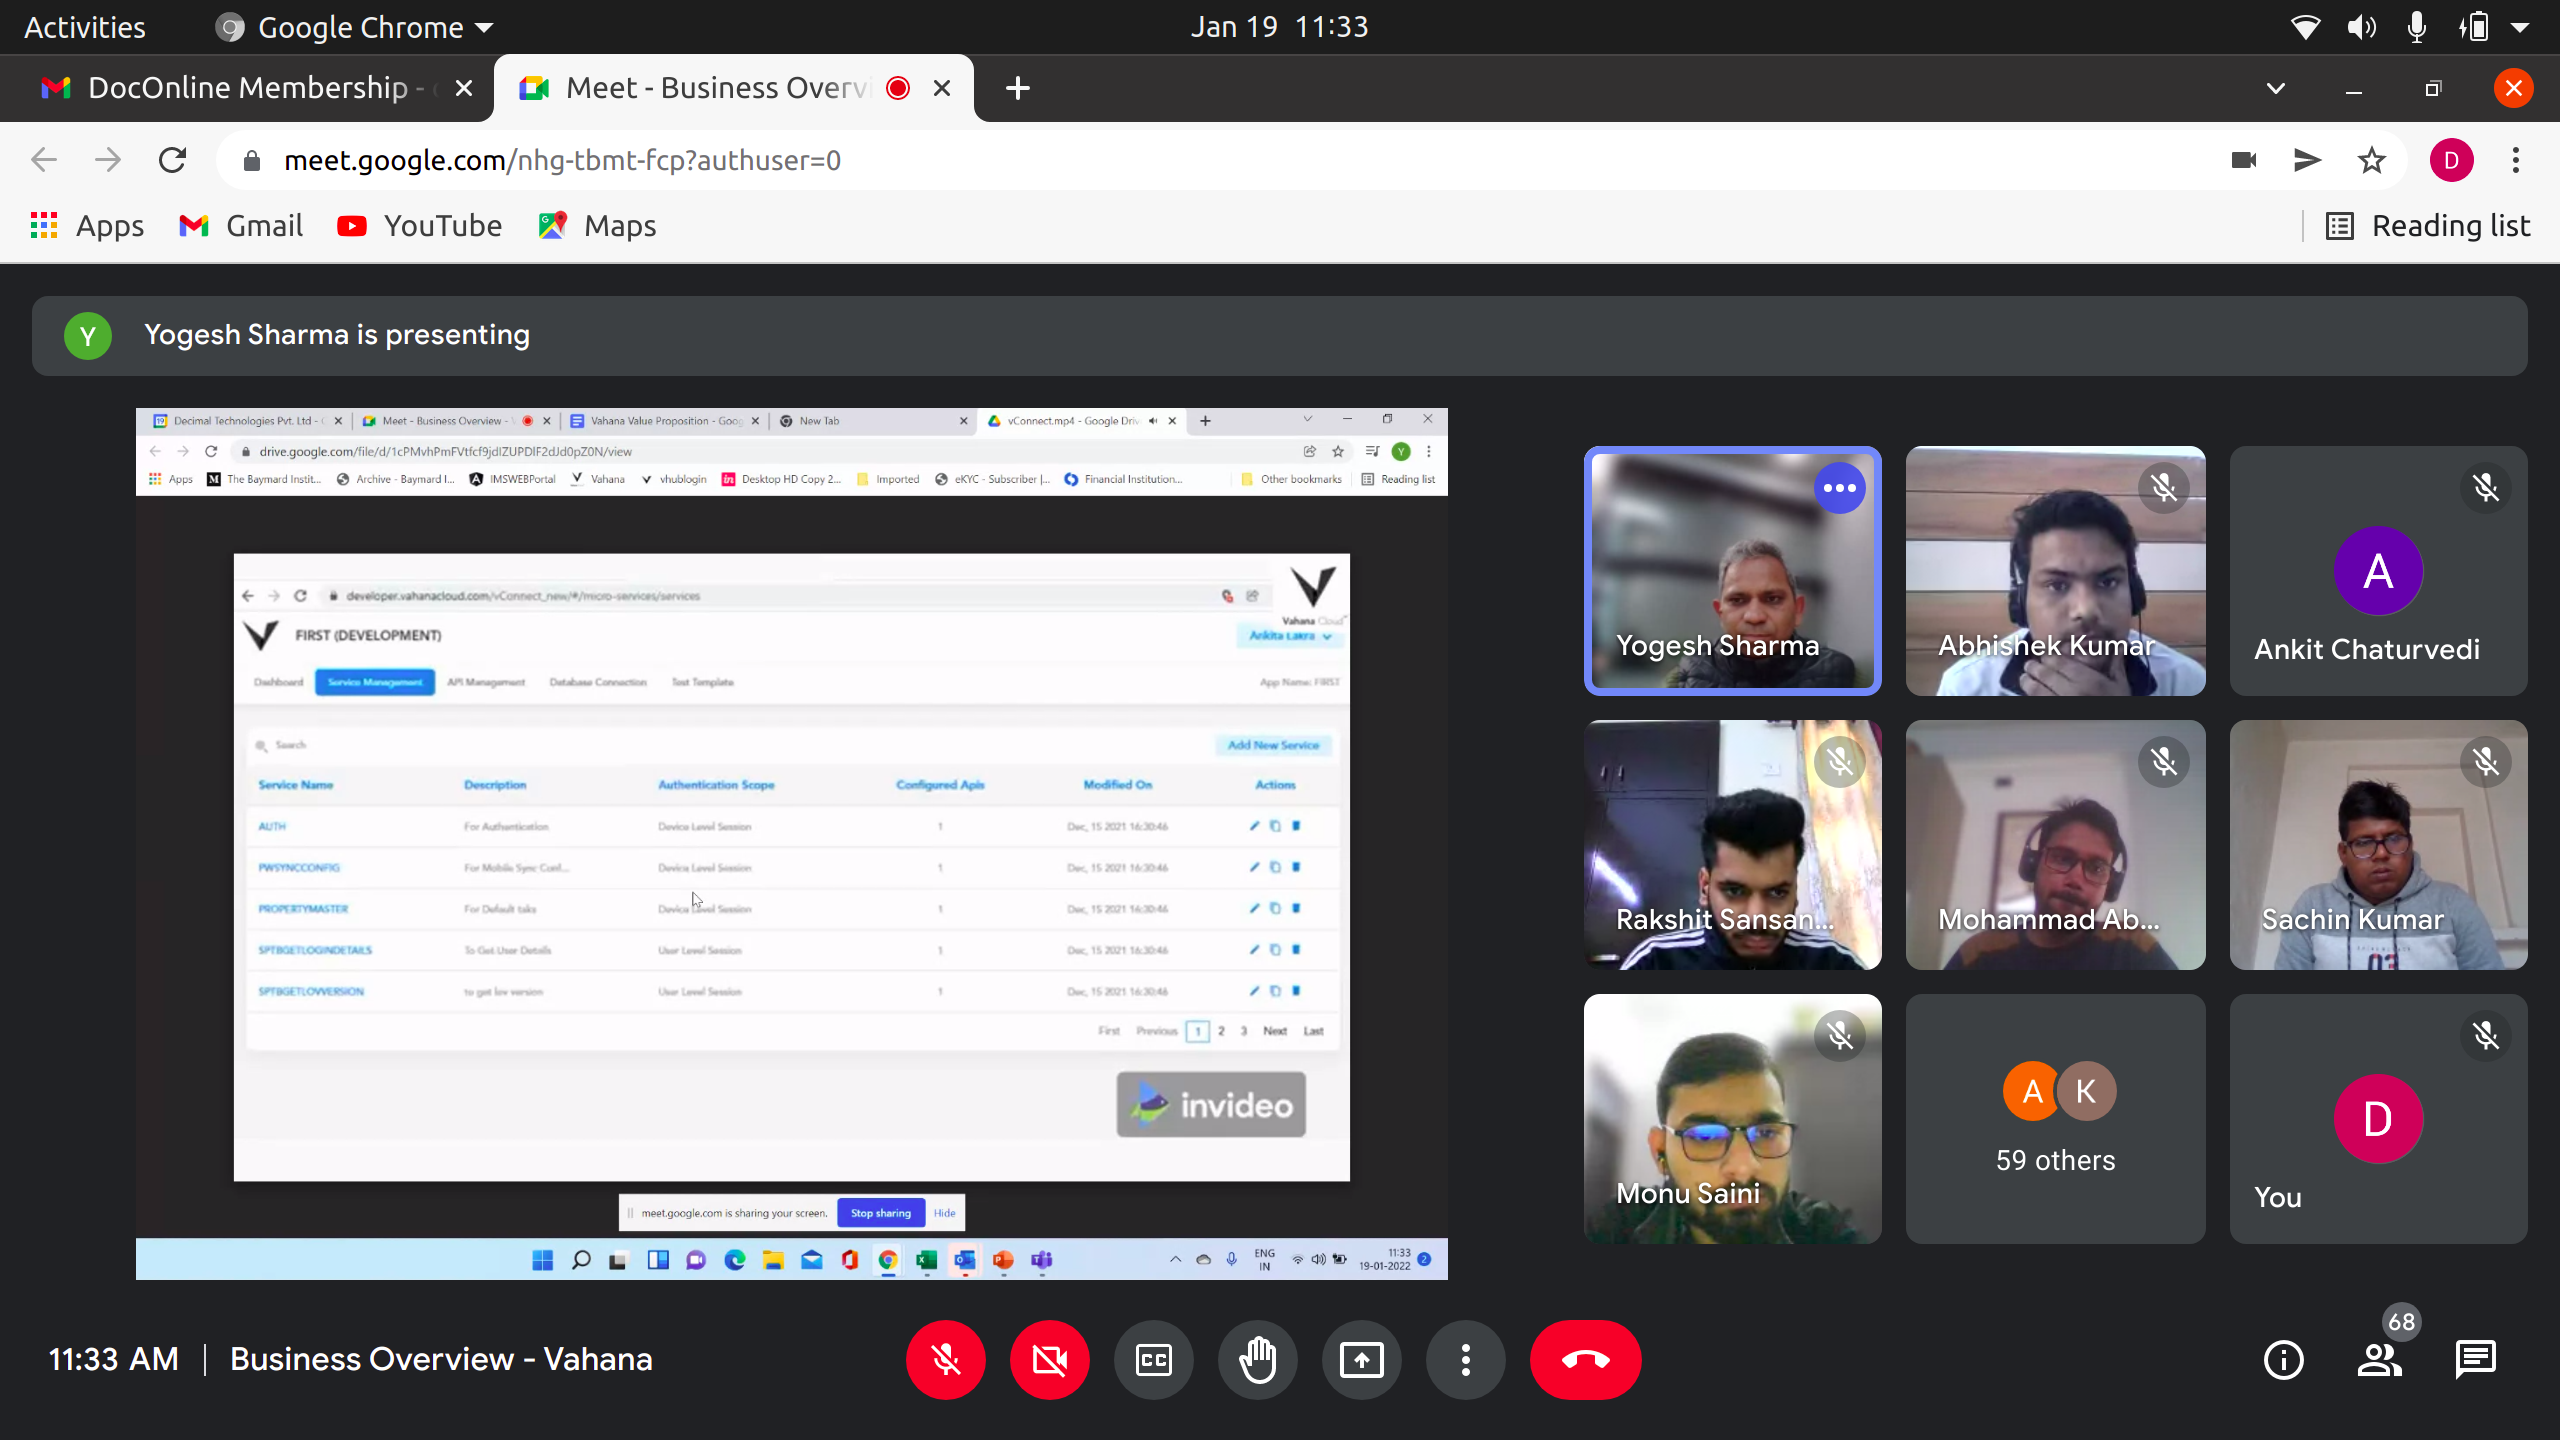 Activities
Google Chrome
Jan 19 11:33
DocOnline Membership -
Meet - Business Overvi
meet.google.com/nhg-tbmt-fcp?authuser=0
D
Apps
Gmail
YouTube
Maps
Reading list
Y
Yogesh Sharma is presenting
Decimal Technologies Pvt. Ltd -
Meet - Business Overview -
Vahana Value Proposition - Goog
New Tab
vConnect.mp4 - Google Driv
drive.google.com/file/d/1cPMvhPmFVtfcf9jdIZUPDIF2dJd0pZ0N/view
Y
Apps
The Baymard Instit...
Archive - Baymard I...
IMSWEBPortal
Vahana
vhublogin
Desktop HD Copy 2...
Imported
eKYC - Subscriber |...
Financial Institution...
Other bookmarks
Reading list
developer.vahanacloud.com/vConnect_new/#/micro-services/services
Vahana Cloud
FIRST (DEVELOPMENT)
Ankita Lakra
Dashboard
Service Management
API Management
Database Connection
Test Template
App Name: FIRST
Search
Add New Service
Service Name Description Authentication Scope Configured Apis Modified On Actions
AUTH For Authentication Device Level Session 1 Dec, 15 2021 16:30:46
PWSYNCCONFIG For Mobile Sync Conf... Device Level Session 1 Dec, 15 2021 16:30:46
PROPERTYMASTER For Default taks Device Level Session 1 Dec, 15 2021 16:30:46
SPTBGETLOGINDETAILS To Get User Details User Level Session 1 Dec, 15 2021 16:30:46
SPTBGETLOVVERSION to get lov version User Level Session 1 Dec, 15 2021 16:30:46
First Previous 1 2 3 Next Last
invideo
meet.google.com is sharing your screen.
Stop sharing
Hide
ENG
IN
11:33
19-01-2022
2
Yogesh Sharma
Abhishek Kumar
A
Ankit Chaturvedi
Rakshit Sansan...
Mohammad Ab...
Sachin Kumar
03
Monu Saini
A K
59 others
D
You
11:33 AM
Business Overview - Vahana
CC
68